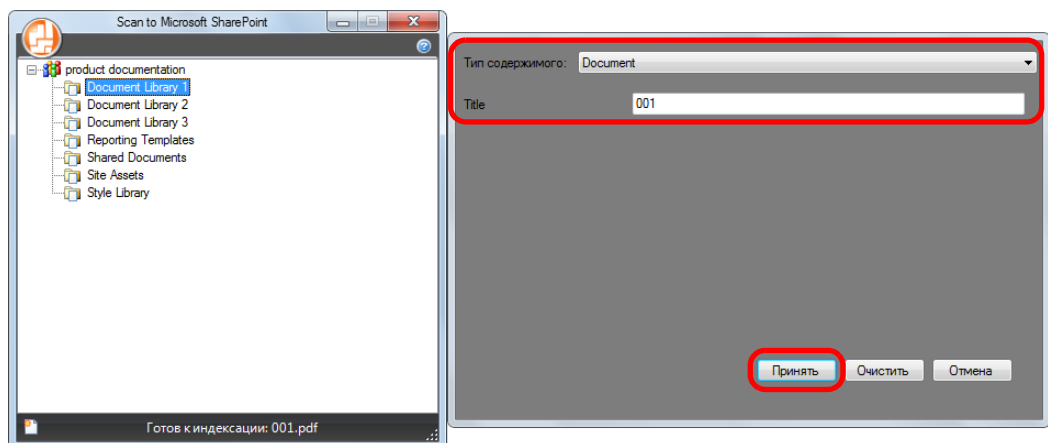 Scan to Microsoft SharePoint
product documentation
Document Library 1
Document Library 2
Document Library 3
Reporting Templates
Shared Documents
Site Assets
Style Library
Готов к индексации: 001.pdf
Тип содержимого: Document
Title 001
Принять Очистить Отмена